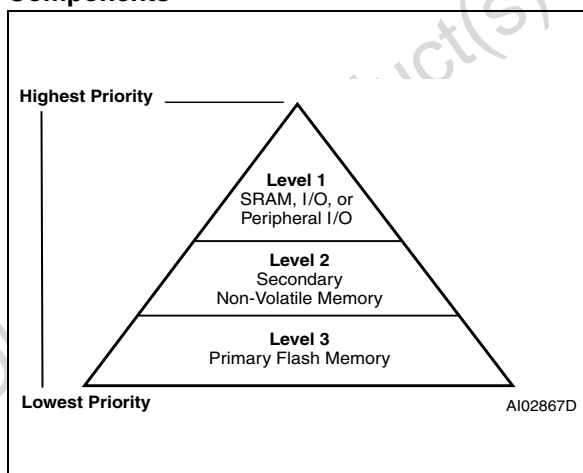 Components
Highest Priority
Level 1
SRAM, I/O, or
Peripheral I/O
Level 2
Secondary
Non-Volatile Memory
Level 3
Primary Flash Memory
Lowest Priority
AI02867D